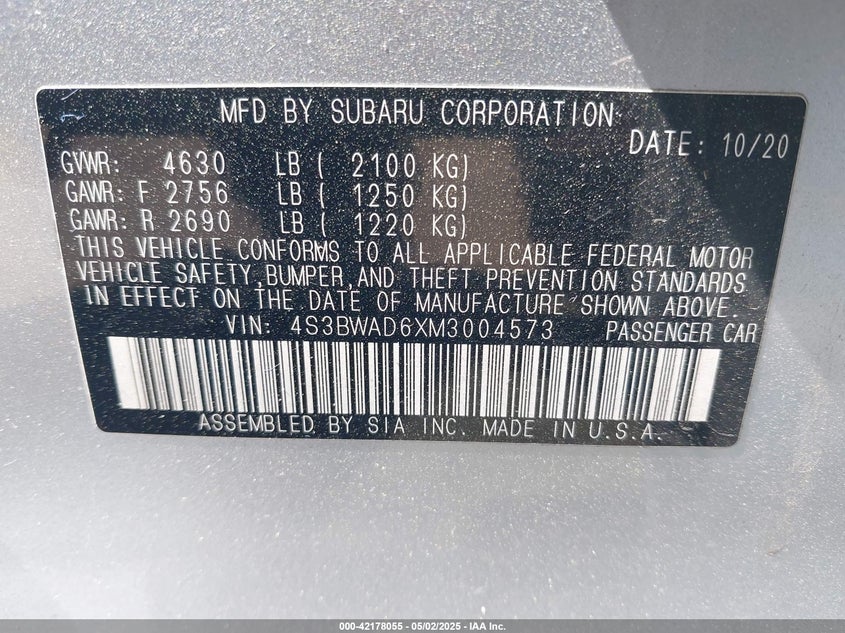 MFD BY SUBARU CORPORATION
DATE: 10/20
GVWR: 4630 LB ( 2100 KG)
GAWR: F 2756 LB ( 1250 KG)
GAWR: R 2690 LB ( 1220 KG)
THIS VEHICLE CONFORMS TO ALL APPLICABLE FEDERAL MOTOR
VEHICLE SAFETY, BUMPER, AND THEFT PREVENTION STANDARDS
IN EFFECT ON THE DATE OF MANUFACTURE SHOWN ABOVE.
VIN: 4S3BWAD6XM3004573 PASSENGER CAR
ASSEMBLED BY SIA INC. MADE IN U.S.A.
000-42178055 - 05/02/2025 - IAA Inc.